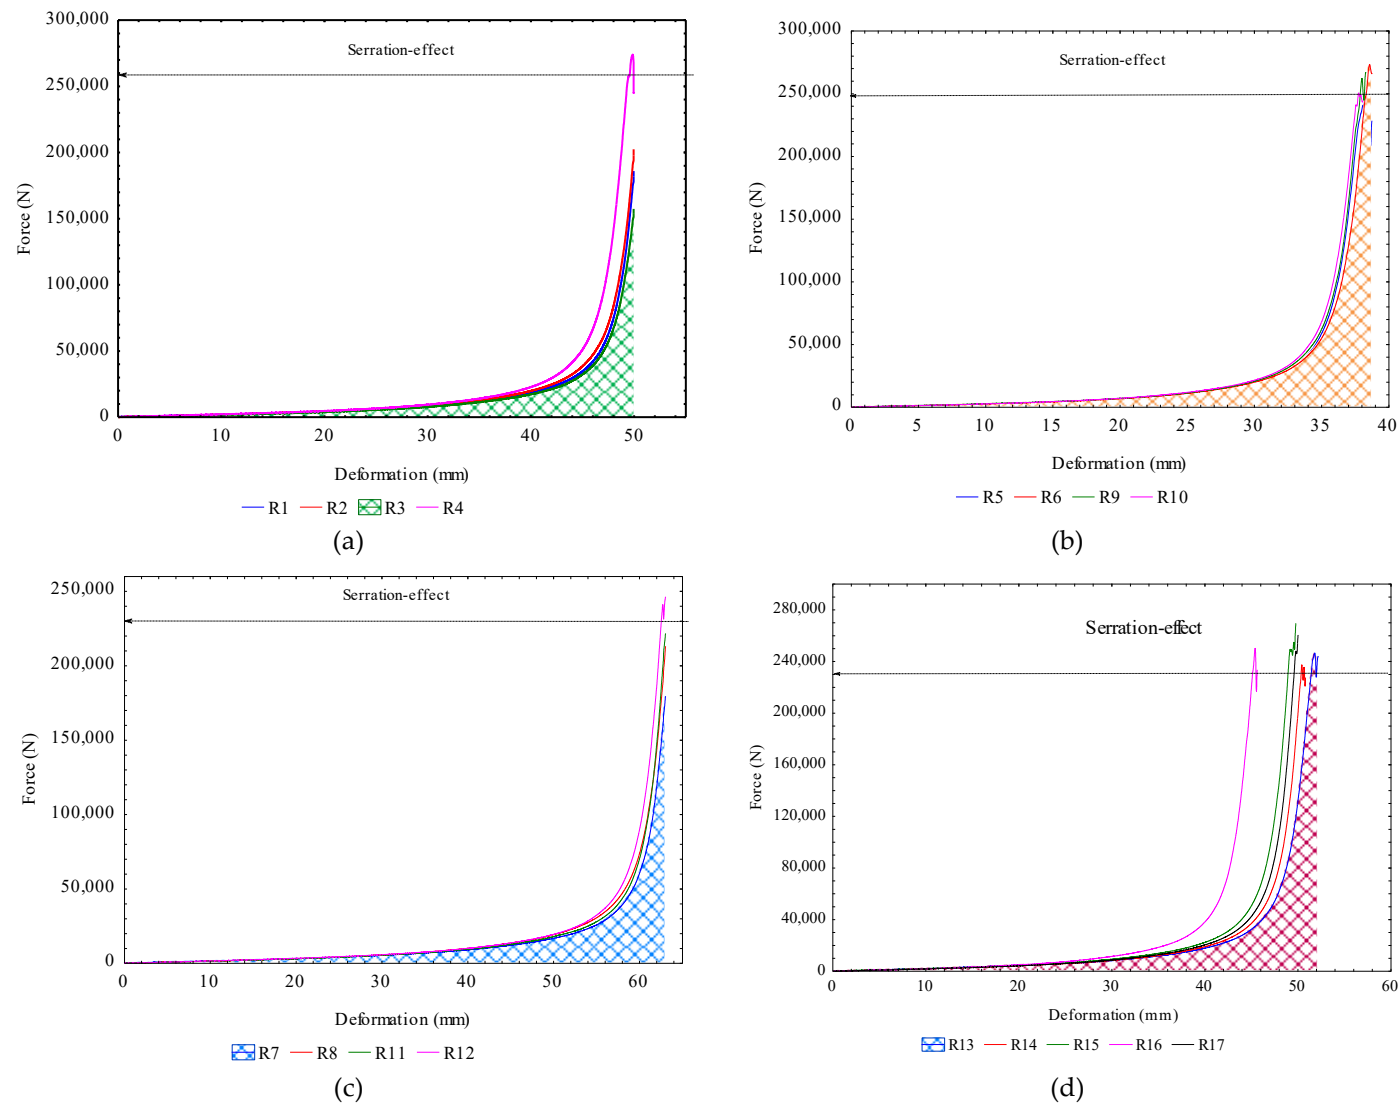 300,000
250,000
200,000
150,000
100,000
50,000
0
Force (N)
Serration-effect
0 10 20 30 40 50
Deformation (mm)
R1 R2 R3 R4
(a)
300,000
250,000
200,000
150,000
100,000
50,000
0
Force (N)
Serration-effect
0 5 10 15 20 25 30 35 40
Deformation (mm)
R5 R6 R9 R10
(b)
250,000
200,000
150,000
100,000
50,000
0
Force (N)
Serration-effect
0 10 20 30 40 50 60
Deformation (mm)
R7 R8 R11 R12
(c)
280,000
240,000
200,000
160,000
120,000
80,000
40,000
0
Force (N)
Serration-effect
0 10 20 30 40 50 60
Deformation (mm)
R13 R14 R15 R16 R17
(d)